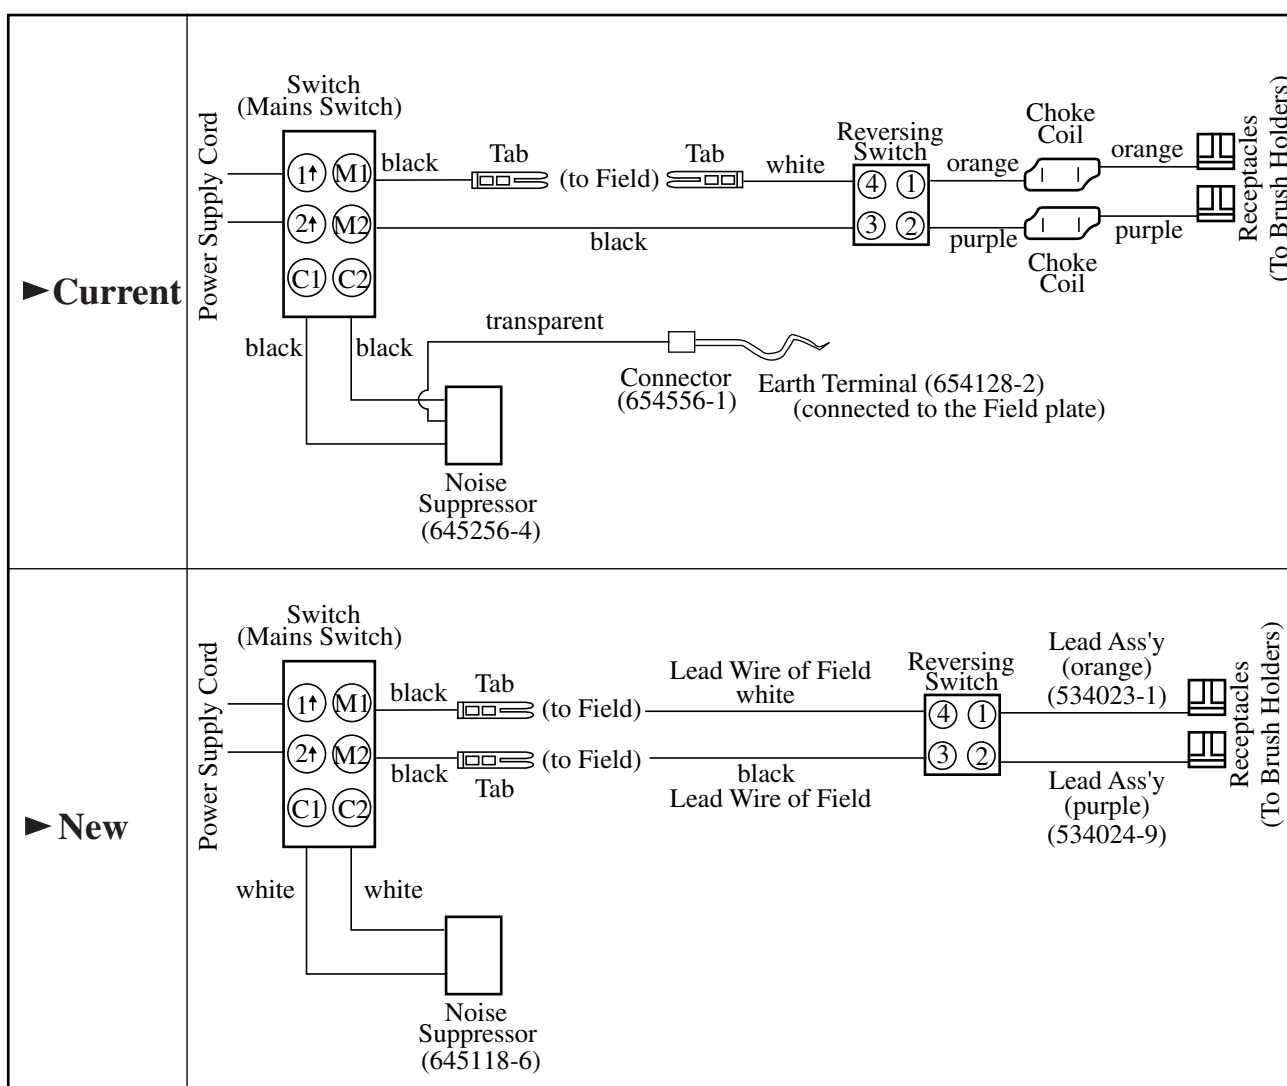 ► Current
Switch
(Mains Switch)
Power Supply Cord
1↑
M1
2↑
M2
C1
C2
black
Tab
(to Field)
Tab
white
Reversing
Switch
4
1
3
2
orange
Choke
Coil
orange
black
purple
Choke
Coil
purple
Receptacles
(To Brush Holders)
black
black
transparent
Connector
(654556-1)
Earth Terminal (654128-2)
(connected to the Field plate)
Noise
Suppressor
(645256-4)
► New
Switch
(Mains Switch)
Power Supply Cord
1↑
M1
2↑
M2
C1
C2
black
Tab
(to Field)
Lead Wire of Field
white
Reversing
Switch
4
1
3
2
Lead Ass'y
(orange)
(534023-1)
black
Tab
(to Field)
black
Lead Wire of Field
Lead Ass'y
(purple)
(534024-9)
Receptacles
(To Brush Holders)
white
white
Noise
Suppressor
(645118-6)